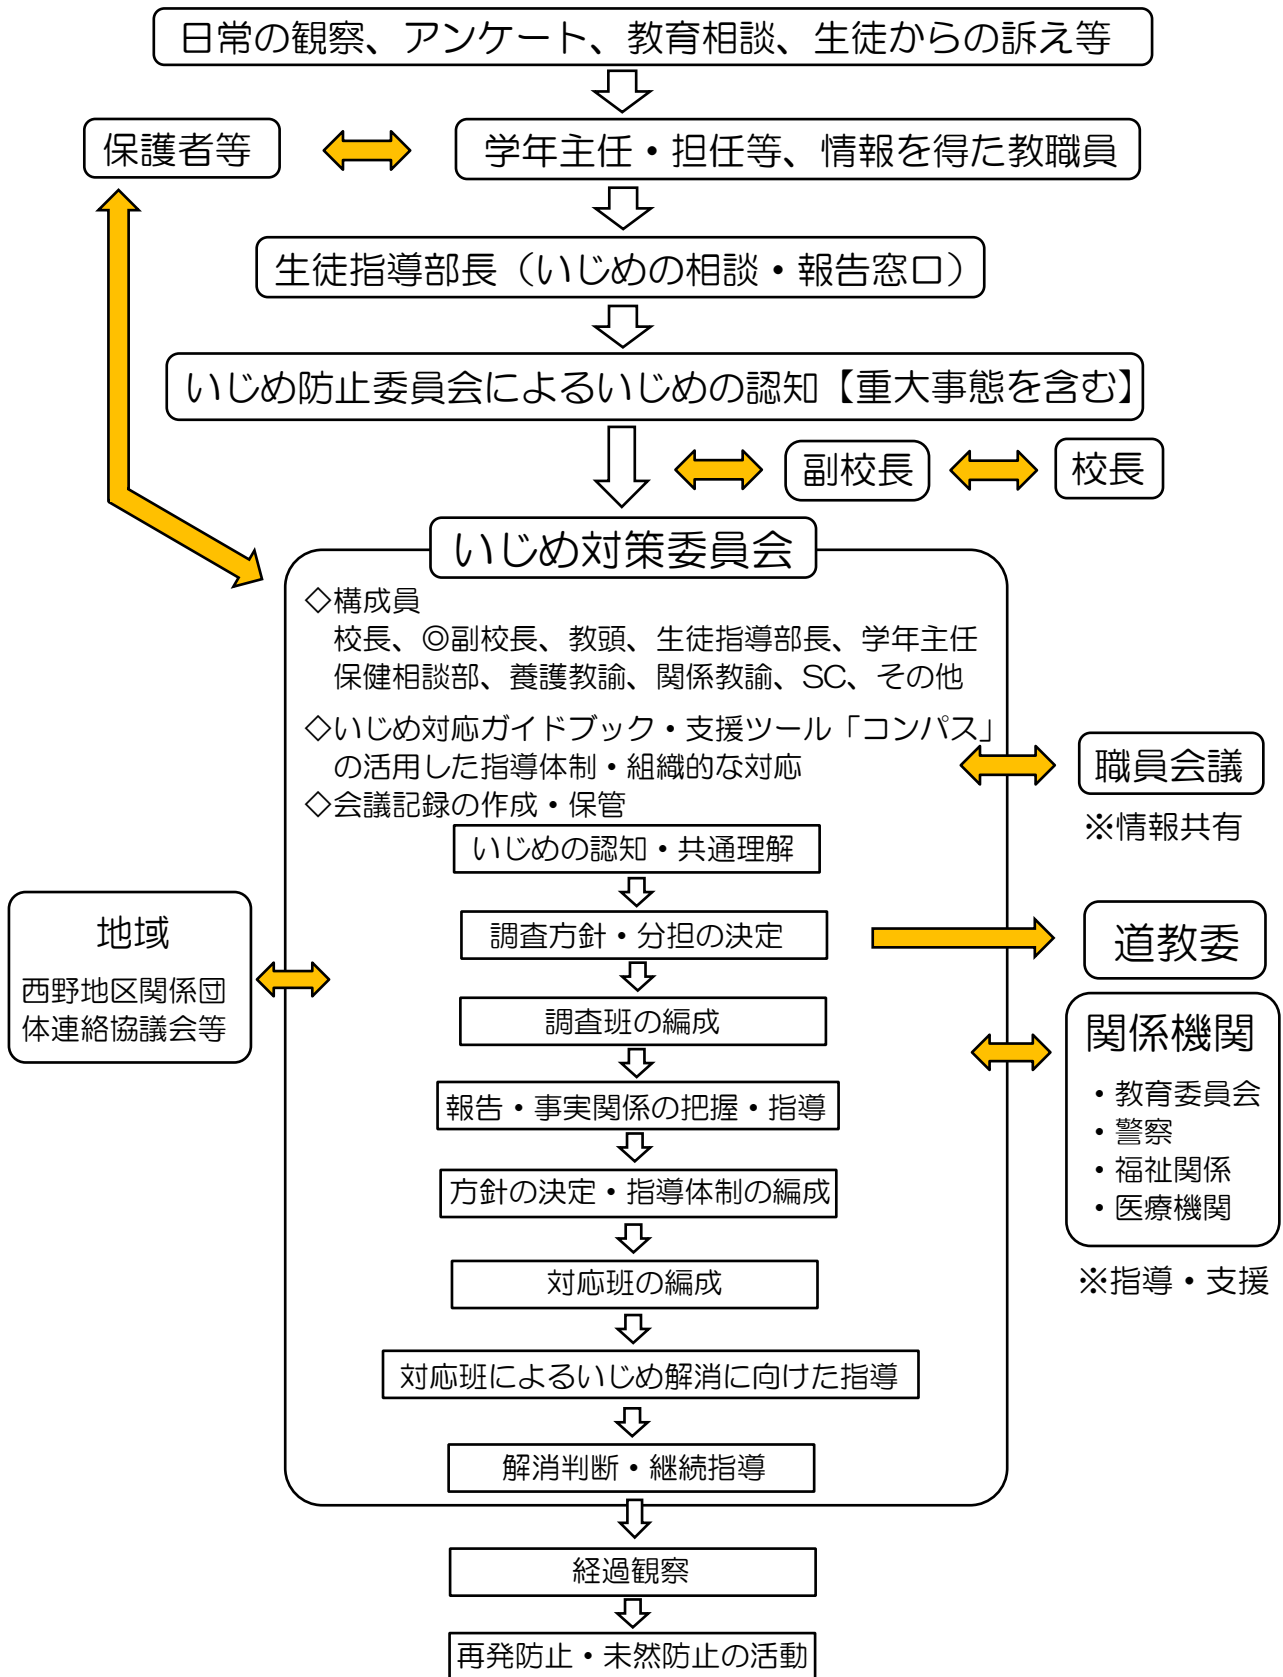 日常の観察、アンケート、教育相談、生徒からの訴え等
保護者等
学年主任・担任等、情報を得た教職員
生徒指導部長（いじめの相談・報告窓口）
いじめ防止委員会によるいじめの認知【重大事態を含む】
副校長
校長
いじめ対策委員会
◇構成員
校長、◎副校長、教頭、生徒指導部長、学年主任
保健相談部、養護教諭、関係教諭、SC、その他
◇いじめ対応ガイドブック・支援ツール「コンパス」
の活用した指導体制・組織的な対応
◇会議記録の作成・保管
職員会議
※情報共有
いじめの認知・共通理解
調査方針・分担の決定
道教委
地域
西野地区関係団
体連絡協議会等
調査班の編成
関係機関
・教育委員会
・警察
・福祉関係
・医療機関
※指導・支援
報告・事実関係の把握・指導
方針の決定・指導体制の編成
対応班の編成
対応班によるいじめ解消に向けた指導
解消判断・継続指導
経過観察
再発防止・未然防止の活動